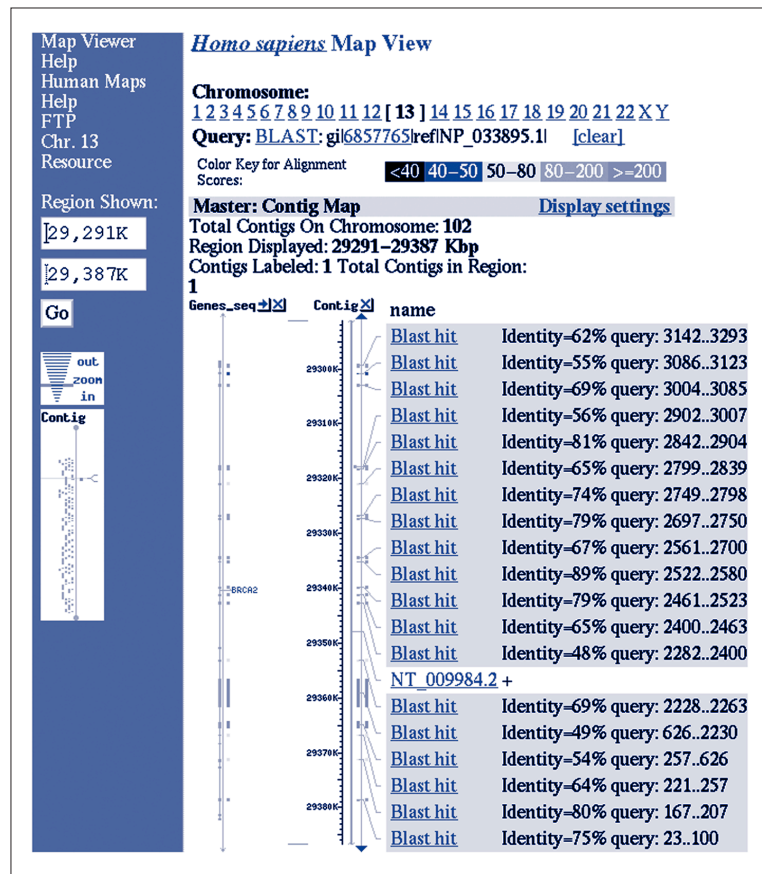 Map Viewer
Help
Human Maps
Help
FTP
Chr. 13
Resource
Region Shown:
29,291K
29,387K
Go
out
zoom
in
Contig
Homo sapiens Map View
Chromosome:
1 2 3 4 5 6 7 8 9 10 11 12 [ 13 ] 14 15 16 17 18 19 20 21 22 X Y
Query: BLAST: gi|6857765|ref|NP_033895.1| [clear]
Color Key for Alignment
Scores:
<40 40–50 50–80 80–200 >=200
Master: Contig Map Display settings
Total Contigs On Chromosome: 102
Region Displayed: 29291–29387 Kbp
Contigs Labeled: 1 Total Contigs in Region:
1
Genes_seq Contig name
29300K
29310K
29320K
29330K
29340K
29350K
29360K
29370K
29380K
BRCA2
Blast hit Identity=62% query: 3142..3293
Blast hit Identity=55% query: 3086..3123
Blast hit Identity=69% query: 3004..3085
Blast hit Identity=56% query: 2902..3007
Blast hit Identity=81% query: 2842..2904
Blast hit Identity=65% query: 2799..2839
Blast hit Identity=74% query: 2749..2798
Blast hit Identity=79% query: 2697..2750
Blast hit Identity=67% query: 2561..2700
Blast hit Identity=89% query: 2522..2580
Blast hit Identity=79% query: 2461..2523
Blast hit Identity=65% query: 2400..2463
Blast hit Identity=48% query: 2282..2400
NT_009984.2 +
Blast hit Identity=69% query: 2228..2263
Blast hit Identity=49% query: 626..2230
Blast hit Identity=54% query: 257..626
Blast hit Identity=64% query: 221..257
Blast hit Identity=80% query: 167..207
Blast hit Identity=75% query: 23..100